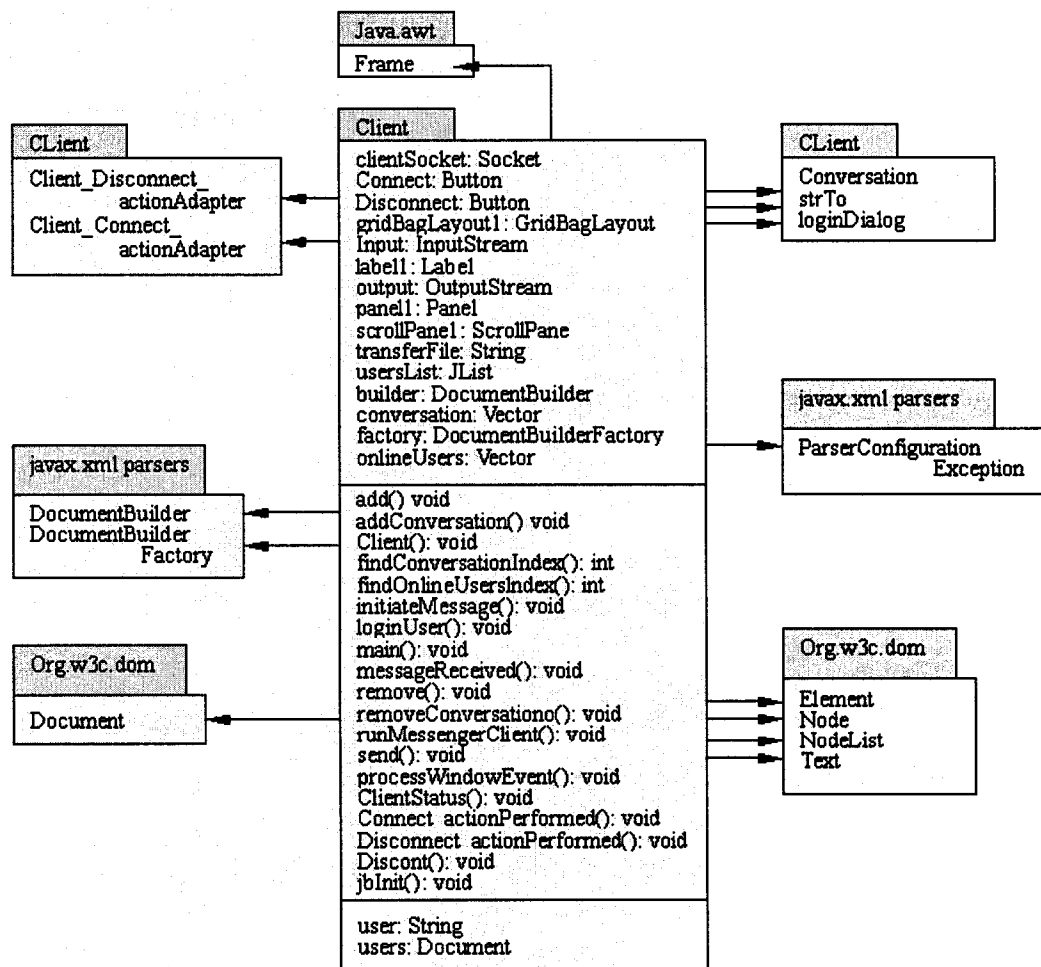 Java.awt
Frame
CLient
Client_Disconnect_
actionAdapter
Client_Connect_
actionAdapter
javax.xml parsers
DocumentBuilder
DocumentBuilder
Factory
Org.w3c.dom
Document
Client
clientSocket: Socket
Connect: Button
Disconnect: Button
gridBagLayout1: GridBagLayout
Input: InputStream
label1: Label
output: OutputStream
panel1: Panel
scrollPane1: ScrollPane
transferFile: String
usersList: JList
builder: DocumentBuilder
conversation: Vector
factory: DocumentBuilderFactory
onlineUsers: Vector
add() void
addConversation() void
Client(): void
findConversationIndex(): int
findOnlineUsersIndex(): int
initiateMessage(): void
loginUser(): void
main(): void
messageReceived(): void
remove(): void
removeConversationo(): void
runMessengerClient(): void
send(): void
processWindowEvent(): void
ClientStatus(): void
Connect actionPerformed(): void
Disconnect actionPerformed(): void
Discont(): void
jbInit(): void
user: String
users: Document
CLient
Conversation
strTo
loginDialog
javax.xml parsers
ParserConfiguration
Exception
Org.w3c.dom
Element
Node
NodeList
Text